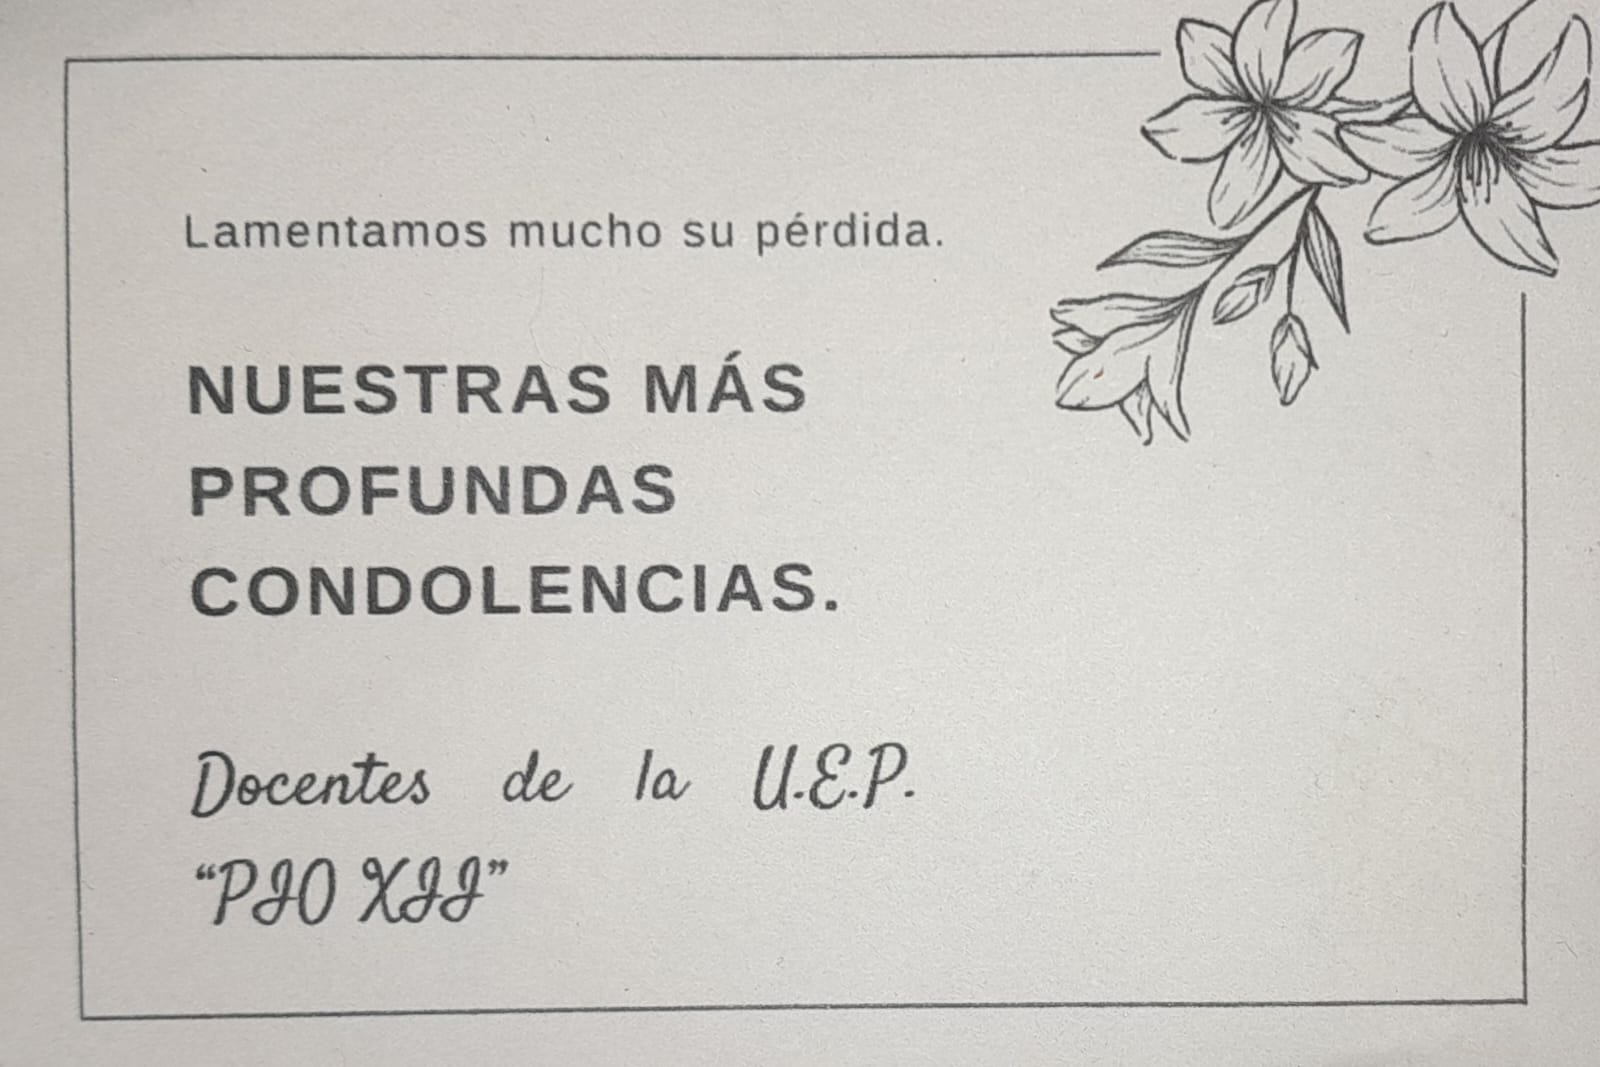 Lamentamos mucho su pérdida.
NUESTRAS MÁS
PROFUNDAS
CONDOLENCIAS.
Docentes de la U.E.P.
“PIO XII”